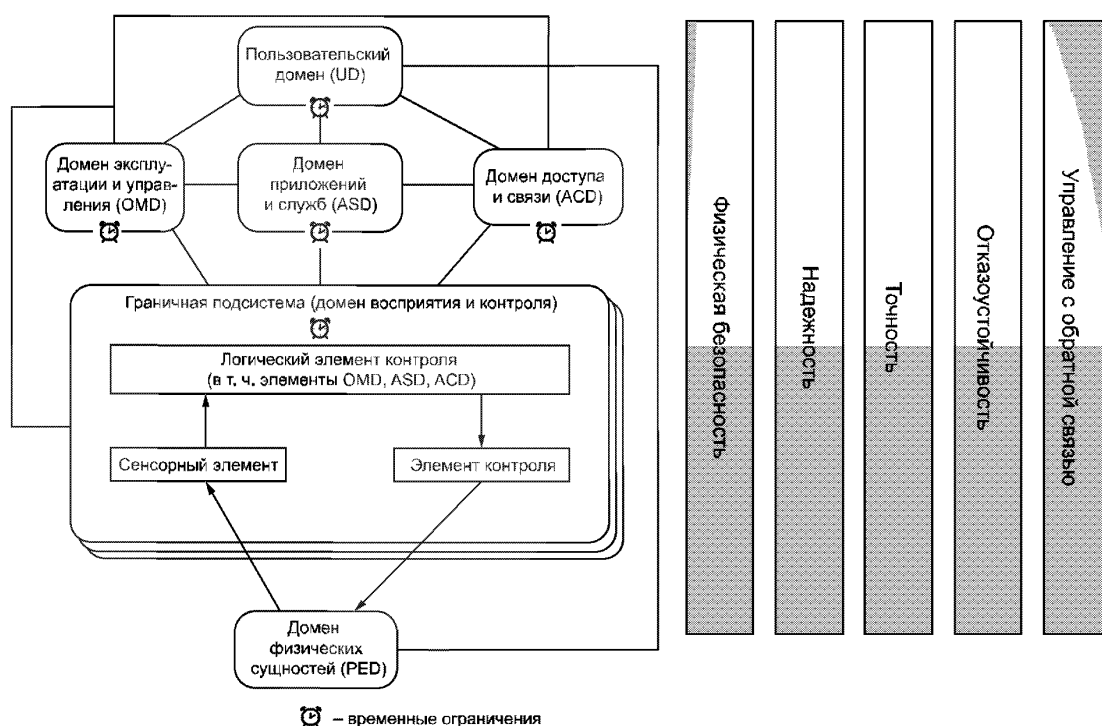 Пользовательский
домен (UD)
Домен эксплу-
атации и управ-
ления (OMD)
Домен
приложений
и служб (ASD)
Домен доступа
и связи (ACD)
Граничная подсистема (домен восприятия и контроля)
Логический элемент контроля
(в т. ч. элементы OMD, ASD, ACD)
Сенсорный элемент
Элемент контроля
Домен
физических
сущностей (PED)
– временные ограничения
Физическая безопасность
Надежность
Точность
Отказоустойчивость
Управление с обратной связью